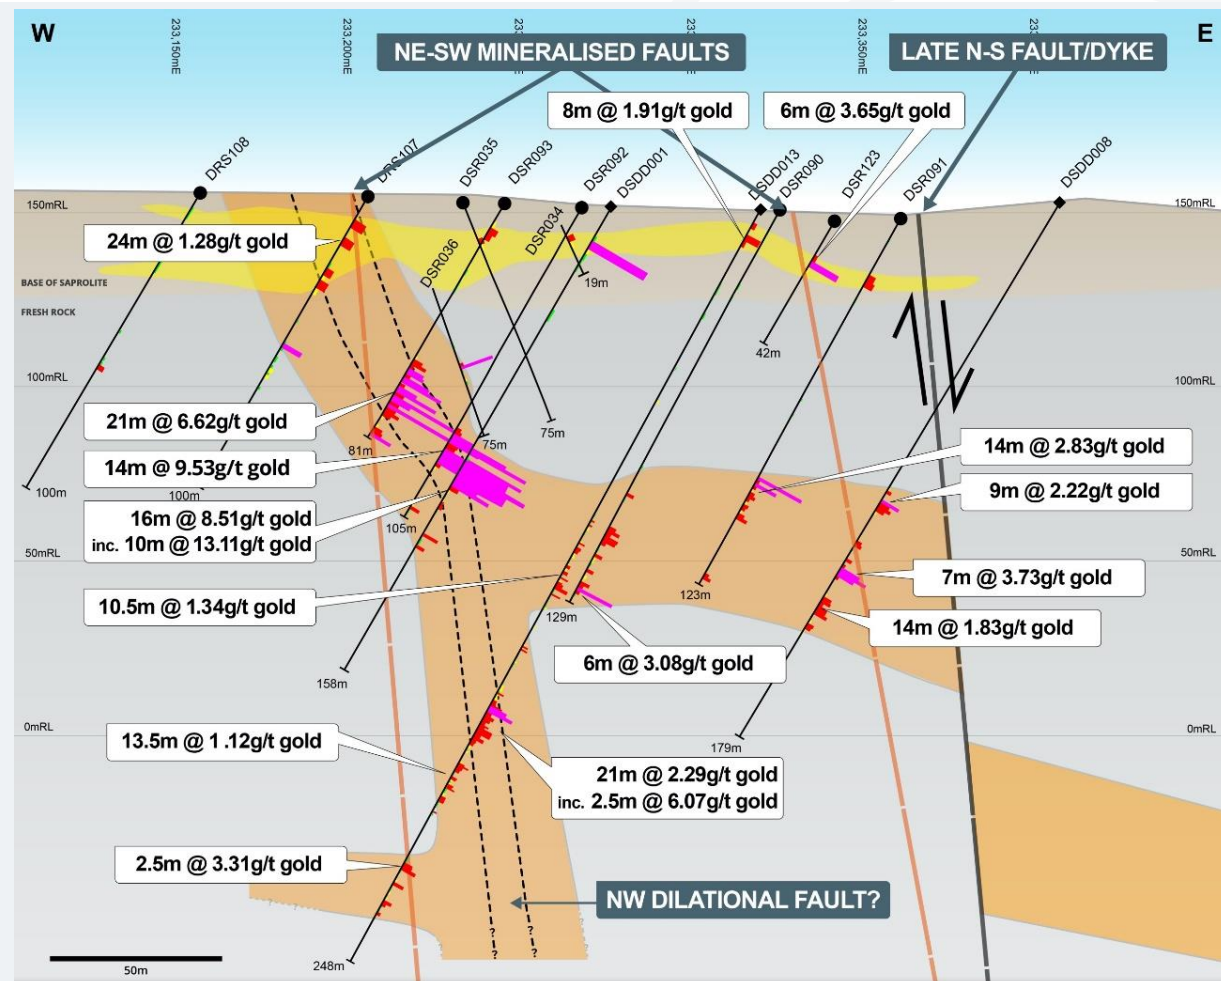 W
E
233,150mE
233,200mE
233,350mE
NE-SW MINERALISED FAULTS
LATE N-S FAULT/DYKE
8m @ 1.91g/t gold
6m @ 3.65g/t gold
DRS108
DRS107
DSR035
DSR093
DSR092
DSDD001
DSDD013
DSR090
DSR123
DSR091
DSDD008
150mRL
150mRL
DSR034
DSR036
24m @ 1.28g/t gold
BASE OF SAPROLITE
FRESH ROCK
19m
42m
100mRL
100mRL
21m @ 6.62g/t gold
81m
75m
75m
14m @ 2.83g/t gold
14m @ 9.53g/t gold
100m
100m
9m @ 2.22g/t gold
16m @ 8.51g/t gold
inc. 10m @ 13.11g/t gold
105m
50mRL
50mRL
7m @ 3.73g/t gold
10.5m @ 1.34g/t gold
129m
123m
14m @ 1.83g/t gold
6m @ 3.08g/t gold
158m
0mRL
0mRL
13.5m @ 1.12g/t gold
179m
21m @ 2.29g/t gold
inc. 2.5m @ 6.07g/t gold
2.5m @ 3.31g/t gold
NW DILATIONAL FAULT?
? ?
? ?
248m
50m